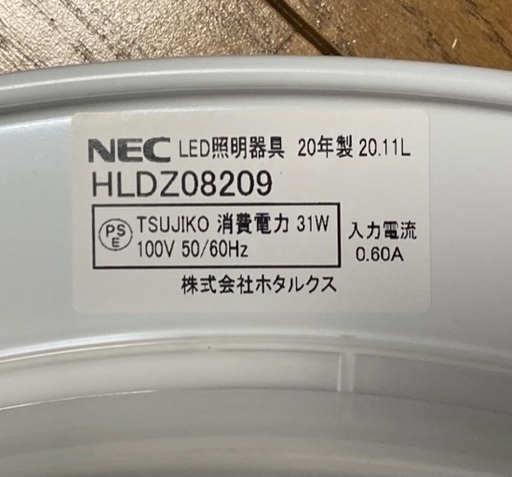 NEC LED照明器具 20年製 20.11L
HLDZ08209
PSE TSUJIKO 消費電力 31W
100V 50/60Hz
入力電流
0.60A
株式会社ホタルクス